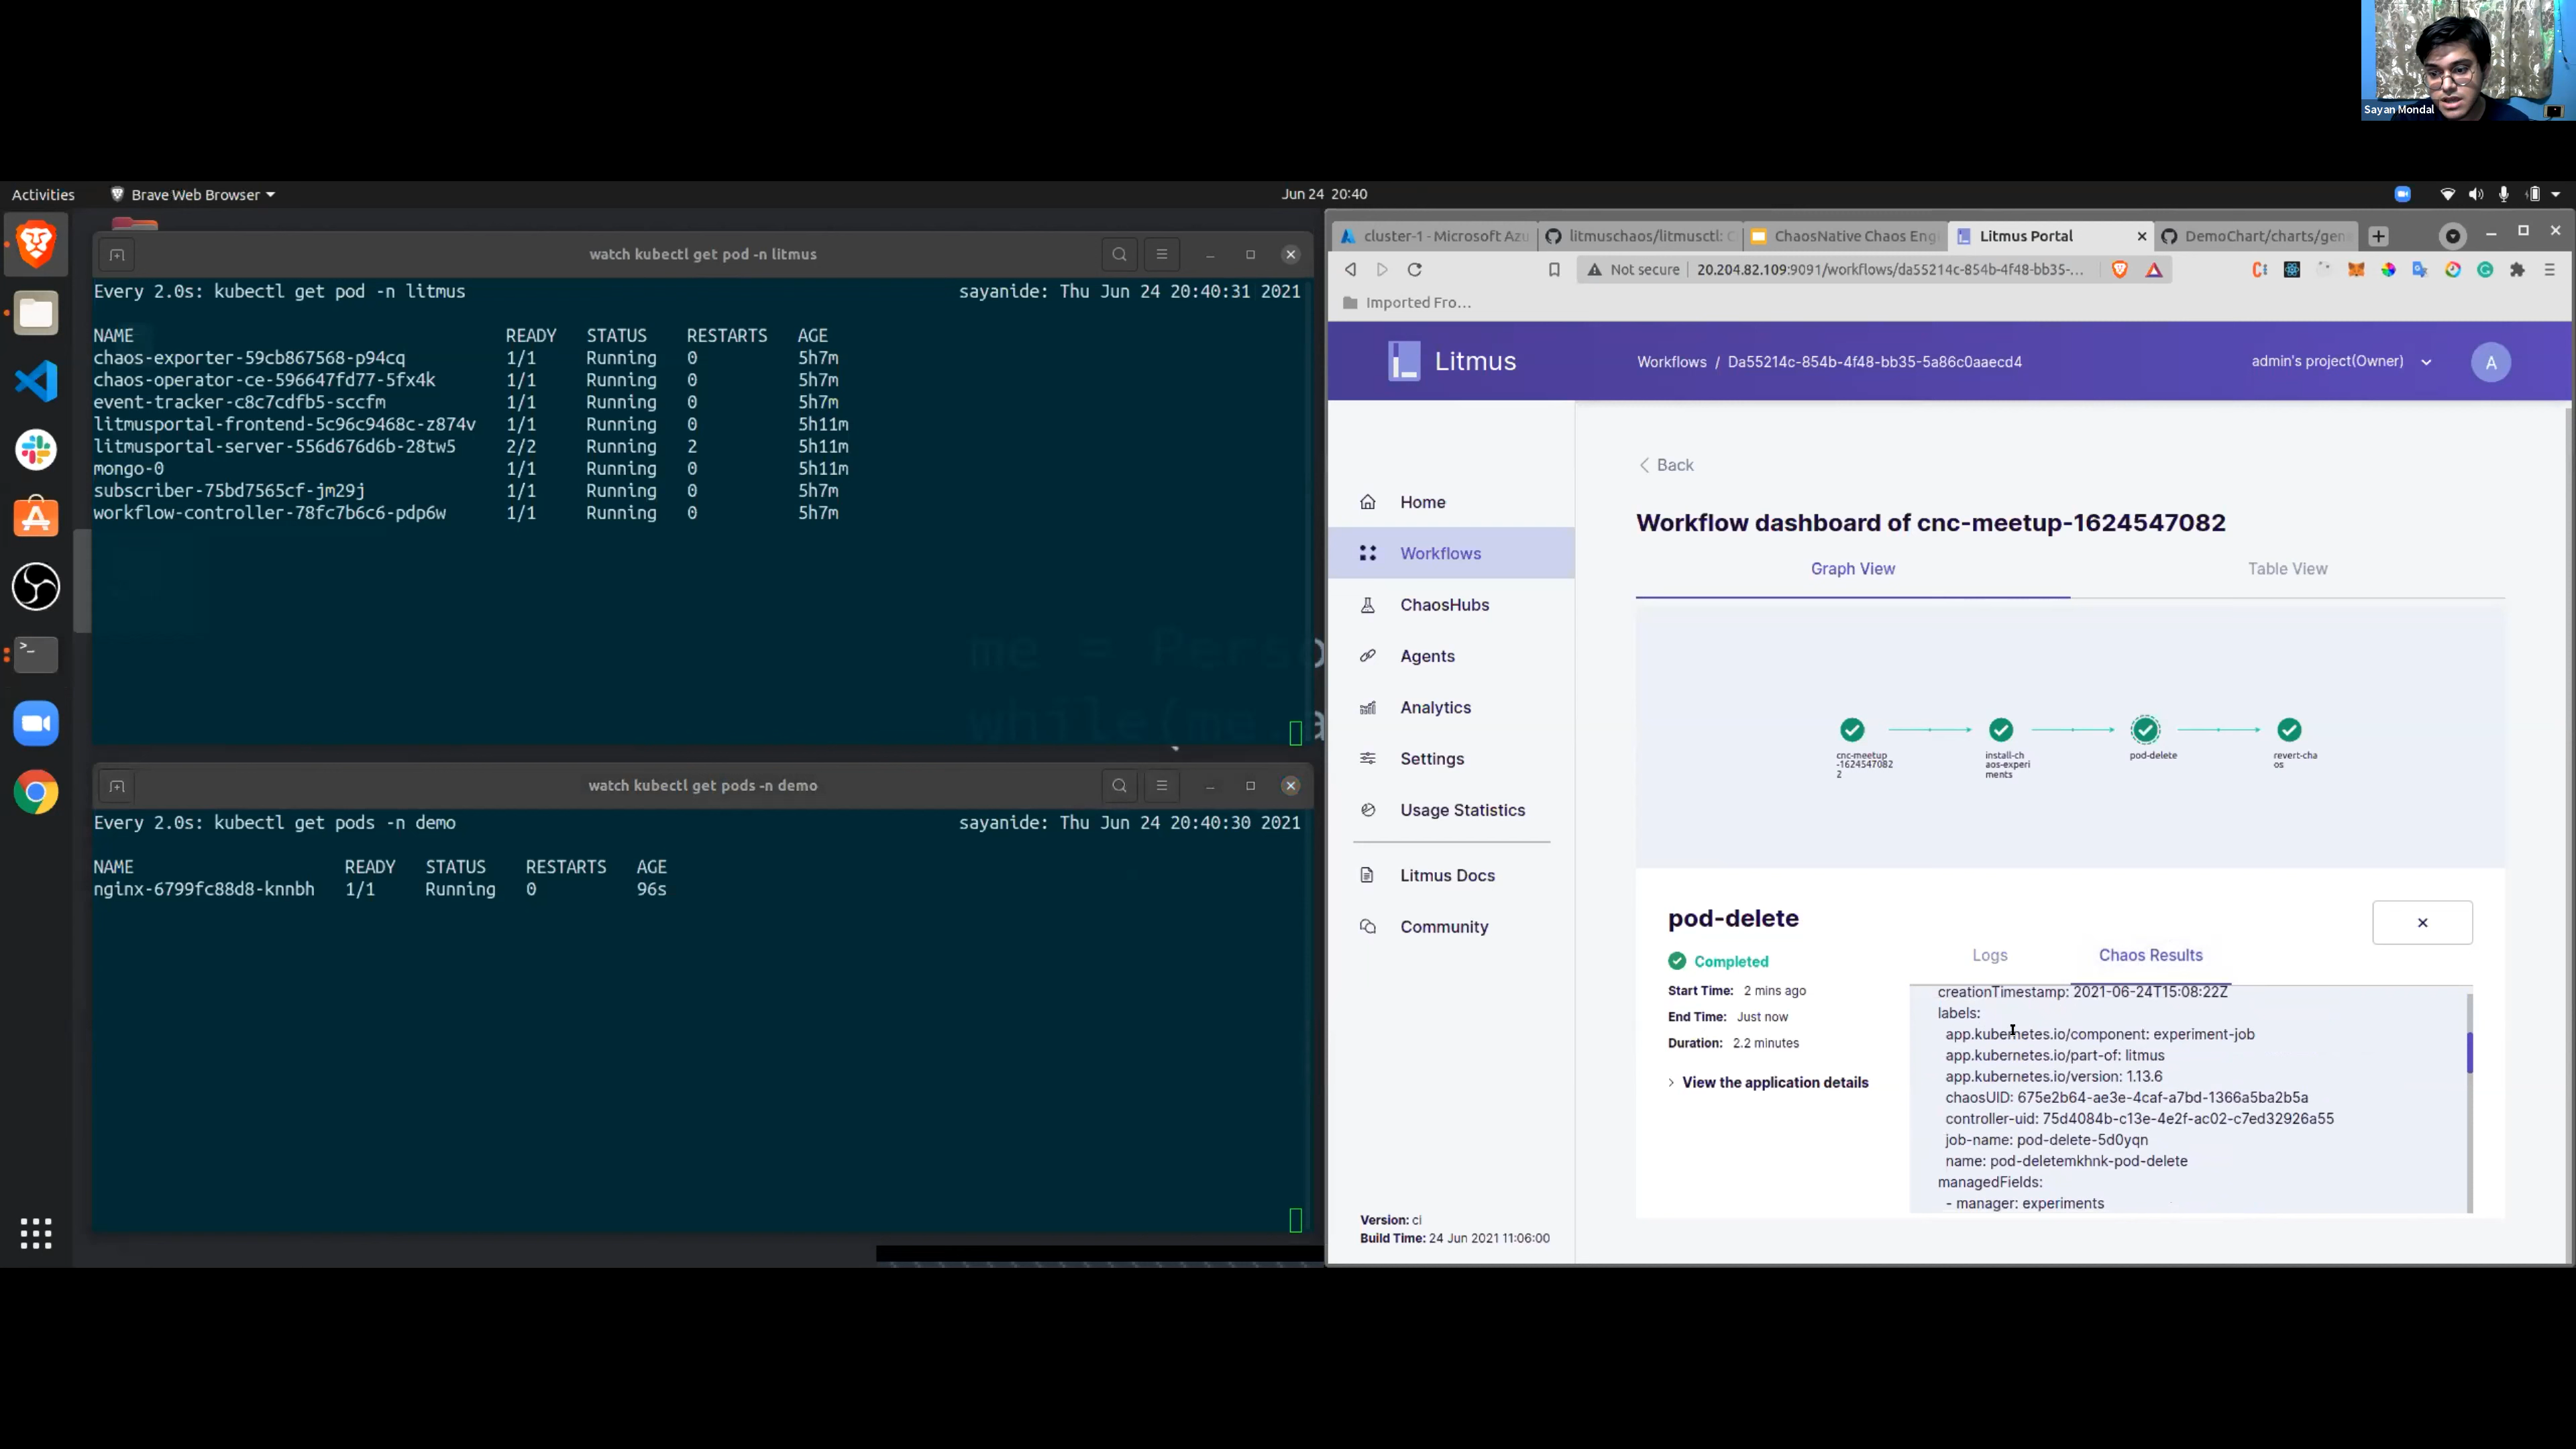 Sayan Mondal
Activities
Brave Web Browser
Jun 24 20:40
watch kubectl get pod -n litmus
Every 2.0s: kubectl get pod -n litmus sayanide: Thu Jun 24 20:40:31 2021
NAME READY STATUS RESTARTS AGE
chaos-exporter-59cb867568-p94cq 1/1 Running 0 5h7m
chaos-operator-ce-596647fd77-5fx4k 1/1 Running 0 5h7m
event-tracker-c8c7cdfb5-sccfm 1/1 Running 0 5h7m
litmusportal-frontend-5c96c9468c-z874v 1/1 Running 0 5h11m
litmusportal-server-556d676d6b-28tw5 2/2 Running 2 5h11m
mongo-0 1/1 Running 0 5h11m
subscriber-75bd7565cf-jm29j 1/1 Running 0 5h7m
workflow-controller-78fc7b6c6-pdp6w 1/1 Running 0 5h7m
me = Perso
while(me.a
watch kubectl get pods -n demo
Every 2.0s: kubectl get pods -n demo sayanide: Thu Jun 24 20:40:30 2021
NAME READY STATUS RESTARTS AGE
nginx-6799fc88d8-knnbh 1/1 Running 0 96s
cluster-1 - Microsoft Azu
litmuschaos/litmusctl: C
ChaosNative Chaos Eng
Litmus Portal
DemoChart/charts/gen
Not secure
20.204.82.109:9091/workflows/da55214c-854b-4f48-bb35-...
Imported Fro...
Litmus
Workflows / Da55214c-854b-4f48-bb35-5a86c0aaecd4
admin's project(Owner)
A
Home
Workflows
ChaosHubs
Agents
Analytics
Settings
Usage Statistics
Litmus Docs
Community
Version: ci
Build Time: 24 Jun 2021 11:06:00
Back
Workflow dashboard of cnc-meetup-1624547082
Graph View
Table View
cnc-meetup
-162454708
2
install-ch
aos-experi
ments
pod-delete
revert-cha
os
pod-delete
Completed
Start Time: 2 mins ago
End Time: Just now
Duration: 2.2 minutes
View the application details
Logs
Chaos Results
creationTimestamp: 2021-06-24T15:08:22Z
labels:
app.kubernetes.io/component: experiment-job
app.kubernetes.io/part-of: litmus
app.kubernetes.io/version: 1.13.6
chaosUID: 675e2b64-ae3e-4caf-a7bd-1366a5ba2b5a
controller-uid: 75d4084b-c13e-4e2f-ac02-c7ed32926a55
job-name: pod-delete-5d0yqn
name: pod-deletemkhnk-pod-delete
managedFields:
- manager: experiments